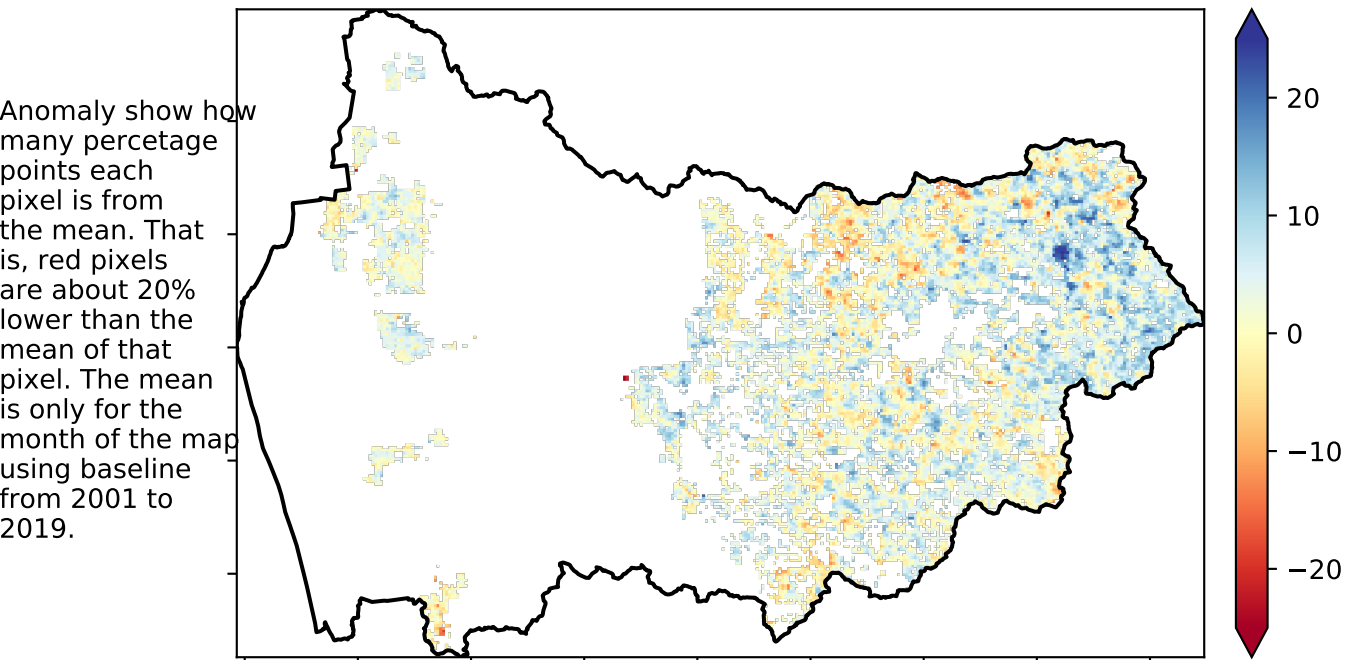 Anomaly show how
many percetage
points each
pixel is from
the mean. That
is, red pixels
are about 20%
lower than the
mean of that
pixel. The mean
is only for the
month of the map
using baseline
from 2001 to
2019.
20
10
0
−10
−20